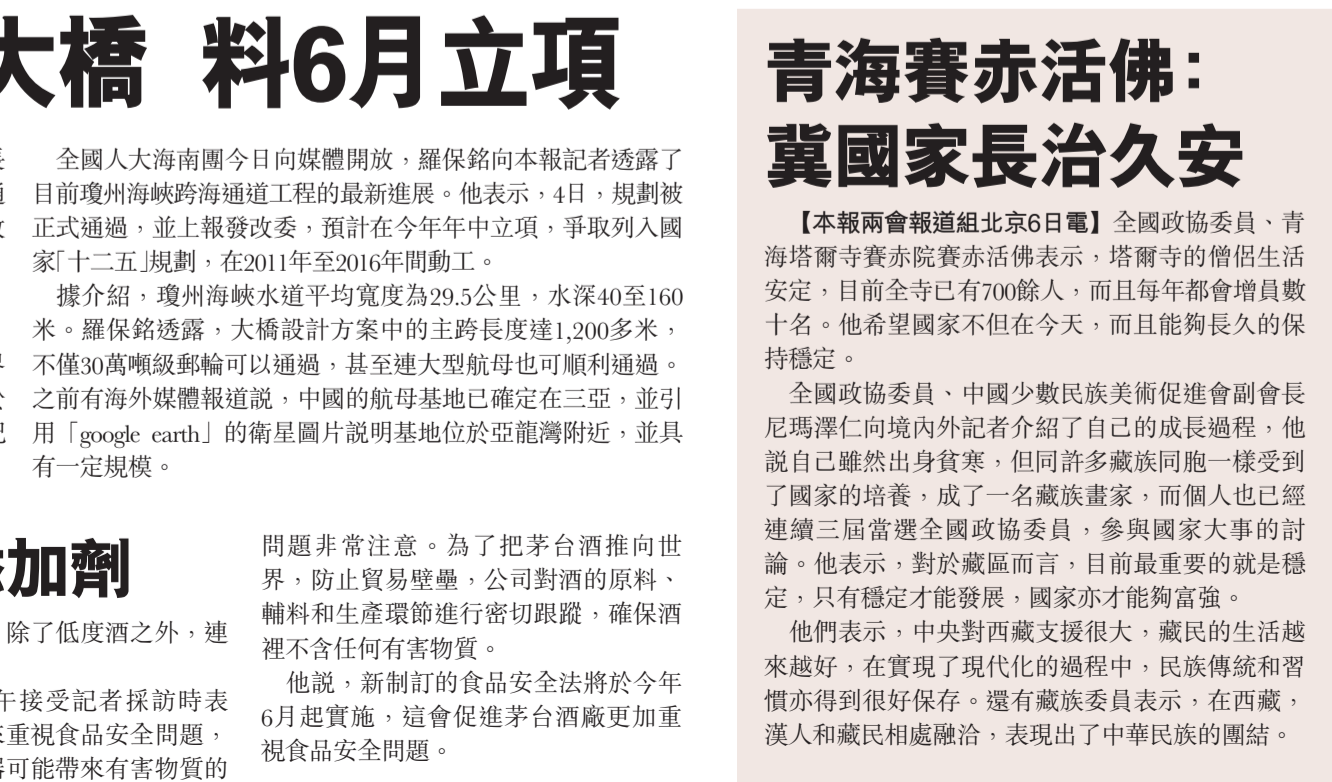 大橋 料6月立項
全國人大海南團今日向媒體開放，羅保銘向本報記者透露了
目前瓊州海峽跨海通道工程的最新進展。他表示，4日，規劃被
正式通過，並上報發改委，預計在今年年中立項，爭取列入國
家「十二五」規劃，在2011年至2016年間動工。
據介紹，瓊州海峽水道平均寬度為29.5公里，水深40至160
米。羅保銘透露，大橋設計方案中的主跨長度達1,200多米，
不僅30萬噸級郵輪可以通過，甚至連大型航母也可順利通過。
之前有海外媒體報道説，中國的航母基地已確定在三亞，並引
用「google earth」的衛星圖片説明基地位於亞龍灣附近，並具
有一定規模。
加劑
除了低度酒之外，連
午接受記者採訪時表
來重視食品安全問題，
器可能帶來有害物質的
問題非常注意。為了把茅台酒推向世
界，防止貿易壁壘，公司對酒的原料、
輔料和生產環節進行密切跟蹤，確保酒
裡不含任何有害物質。
他説，新制訂的食品安全法將於今年
6月起實施，這會促進茅台酒廠更加重
視食品安全問題。
青海賽赤活佛：
冀國家長治久安
【本報兩會報道組北京6日電】全國政協委員、青
海塔爾寺賽赤院賽赤活佛表示，塔爾寺的僧侶生活
安定，目前全寺已有700餘人，而且每年都會增員數
十名。他希望國家不但在今天，而且能夠長久的保
持穩定。
全國政協委員、中國少數民族美術促進會副會長
尼瑪澤仁向境內外記者介紹了自己的成長過程，他
説自己雖然出身貧寒，但同許多藏族同胞一樣受到
了國家的培養，成了一名藏族畫家，而個人也已經
連續三屆當選全國政協委員，參與國家大事的討
論。他表示，對於藏區而言，目前最重要的就是穩
定，只有穩定才能發展，國家亦才能夠富強。
他們表示，中央對西藏支援很大，藏民的生活越
來越好，在實現了現代化的過程中，民族傳統和習
慣亦得到很好保存。還有藏族委員表示，在西藏，
漢人和藏民相處融洽，表現出了中華民族的團結。